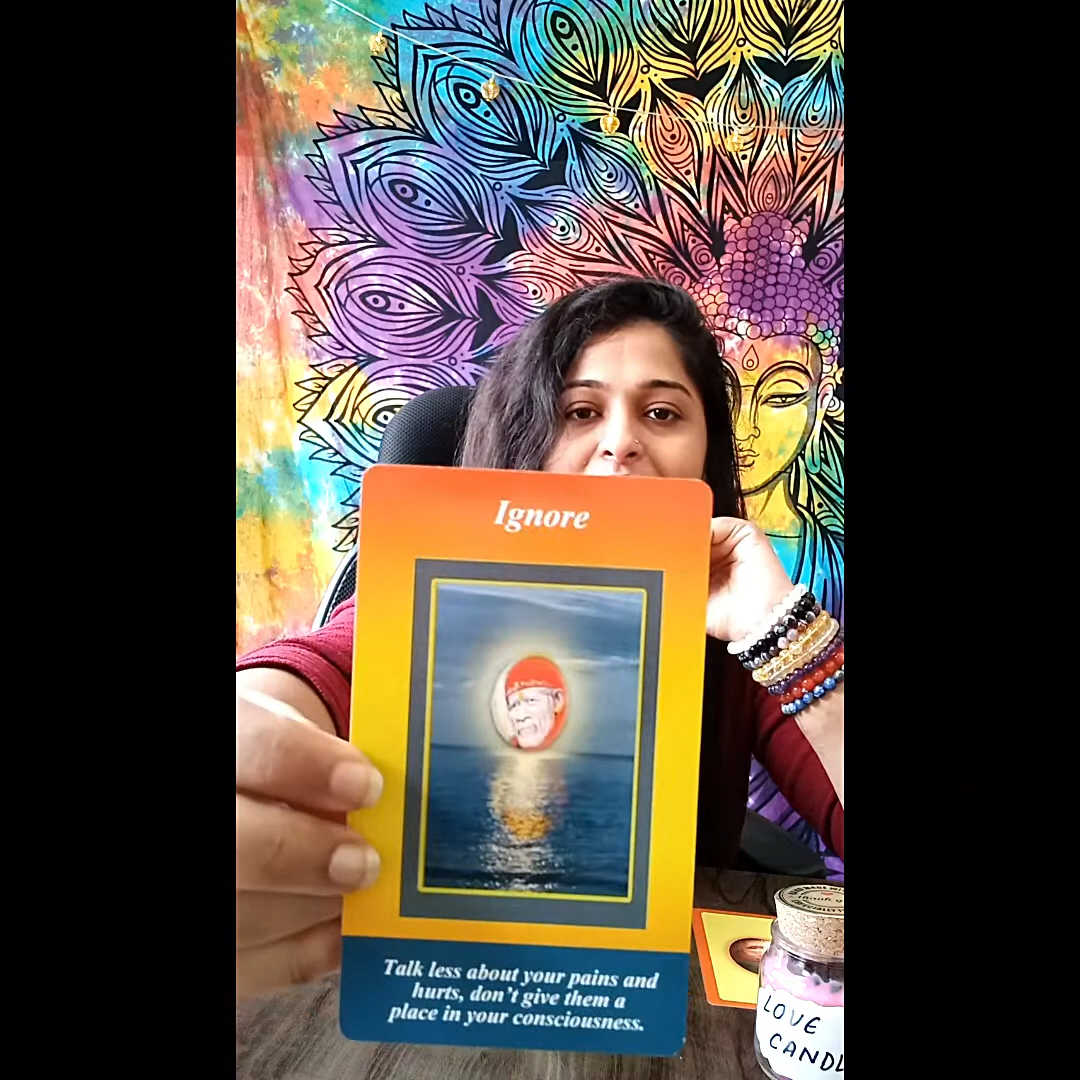 Ignore
Talk less about your pains and
hurts, don't give them a
place in your consciousness.
LOVE
CANDL